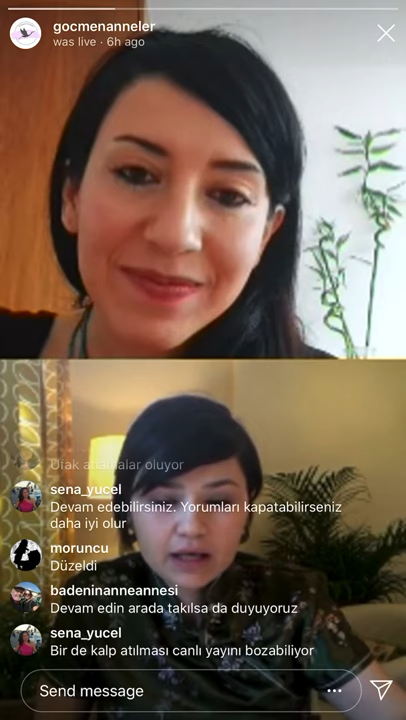 gocmenanneler
was live · 6h ago
Ufak atlamalar oluyor
sena_yucel
Devam edebilirsiniz. Yorumları kapatabilirseniz
daha iyi olur
moruncu
Düzeldi
badeninanneannesi
Devam edin arada takılsa da duyuyoruz
sena_yucel
Bir de kalp atılması canlı yayını bozabiliyor
Send message